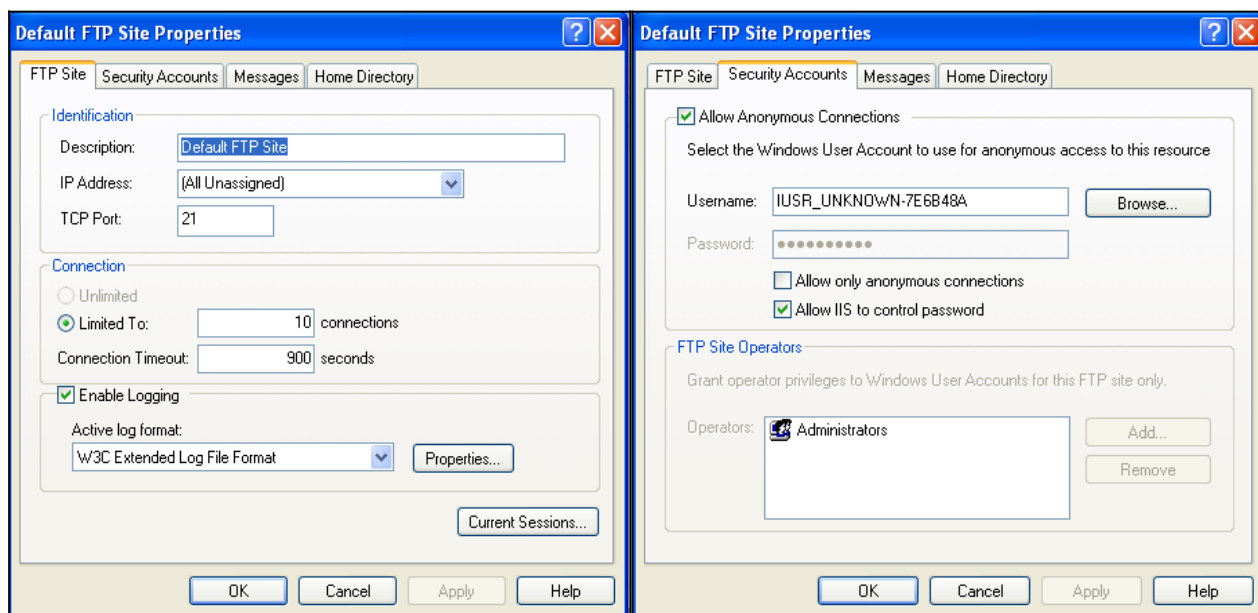 Default FTP Site Properties
FTP Site Security Accounts Messages Home Directory
Identification
Description: Default FTP Site
IP Address: (All Unassigned)
TCP Port: 21
Connection
Unlimited
Limited To: 10 connections
Connection Timeout: 900 seconds
Enable Logging
Active log format:
W3C Extended Log File Format Properties...
Current Sessions...
OK Cancel Apply Help
Default FTP Site Properties
FTP Site Security Accounts Messages Home Directory
Allow Anonymous Connections
Select the Windows User Account to use for anonymous access to this resource
Username: IUSR_UNKNOWN-7E6B48A Browse...
Password: ●●●●●●●●●●
Allow only anonymous connections
Allow IIS to control password
FTP Site Operators
Grant operator privileges to Windows User Accounts for this FTP site only.
Operators: Administrators Add...
Remove
OK Cancel Apply Help